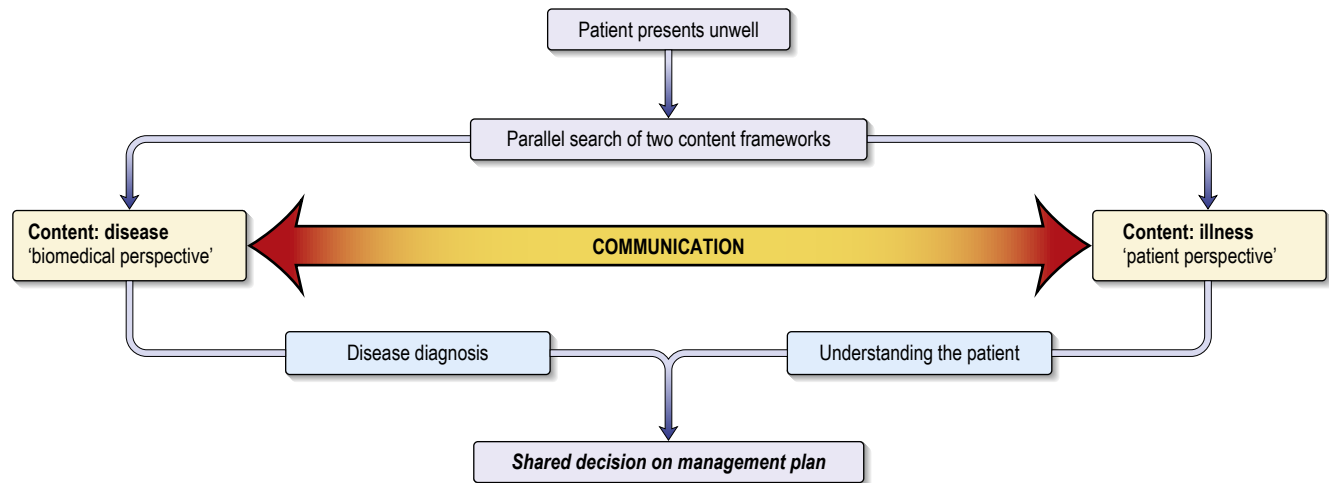 Patient presents unwell
Parallel search of two content frameworks
Content: disease
‘biomedical perspective’
COMMUNICATION
Content: illness
‘patient perspective’
Disease diagnosis
Understanding the patient
Shared decision on management plan